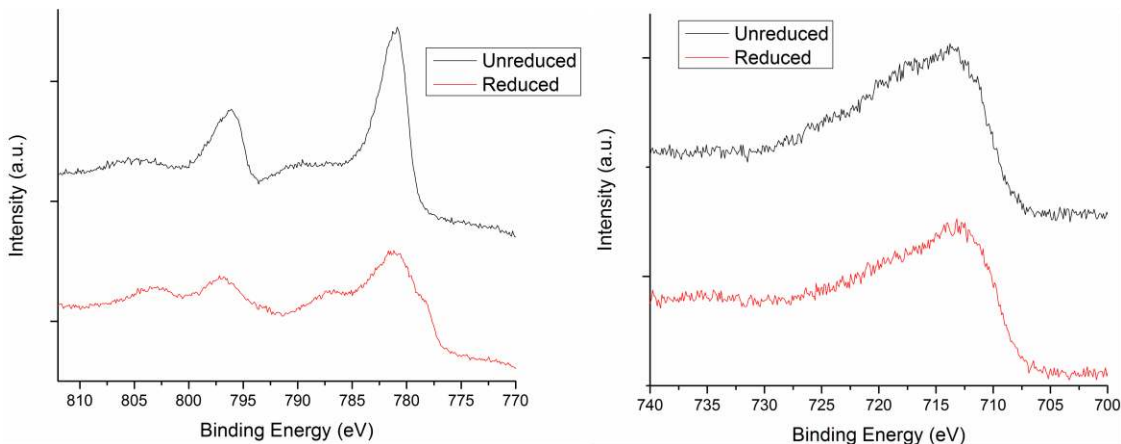 Unreduced
Reduced
Intensity (a.u.)
810 805 800 795 790 785 780 775 770
Binding Energy (eV)
Unreduced
Reduced
Intensity (a.u.)
740 735 730 725 720 715 710 705 700
Binding Energy (eV)